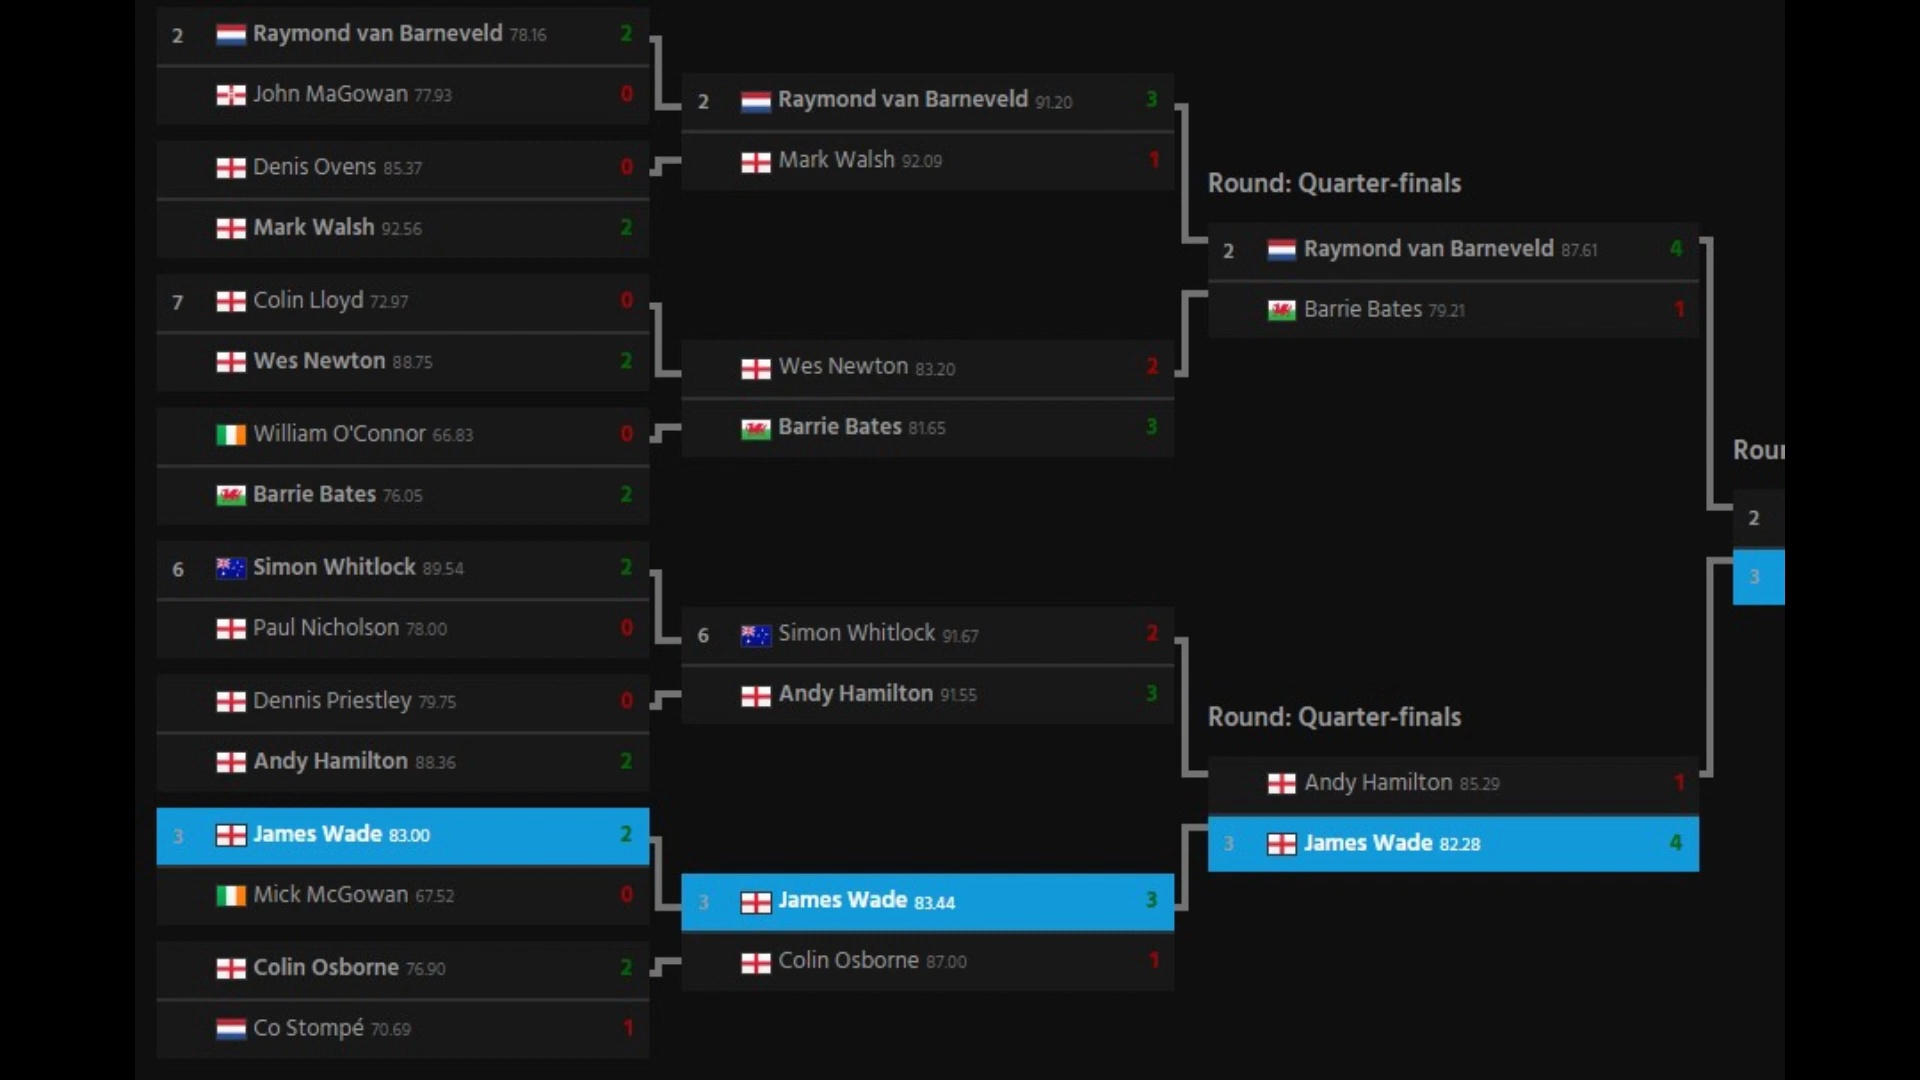 2 Raymond van Barneveld 78.16 2
John MaGowan 77.93 0
Denis Ovens 85.37 0
Mark Walsh 92.56 2
7 Colin Lloyd 72.97 0
Wes Newton 88.75 2
William O'Connor 66.83 0
Barrie Bates 76.05 2
6 Simon Whitlock 89.54 2
Paul Nicholson 78.00 0
Dennis Priestley 79.75 0
Andy Hamilton 88.36 2
3 James Wade 83.00 2
Mick McGowan 67.52 0
Colin Osborne 76.90 2
Co Stompé 70.69 1
2 Raymond van Barneveld 91.20 3
Mark Walsh 92.09 1
Wes Newton 83.20 2
Barrie Bates 81.65 3
6 Simon Whitlock 91.67 2
Andy Hamilton 91.55 3
3 James Wade 83.44 3
Colin Osborne 87.00 1
Round: Quarter-finals
2 Raymond van Barneveld 87.61 4
Barrie Bates 79.21 1
Round: Quarter-finals
Andy Hamilton 85.29 1
3 James Wade 82.28 4
2
3